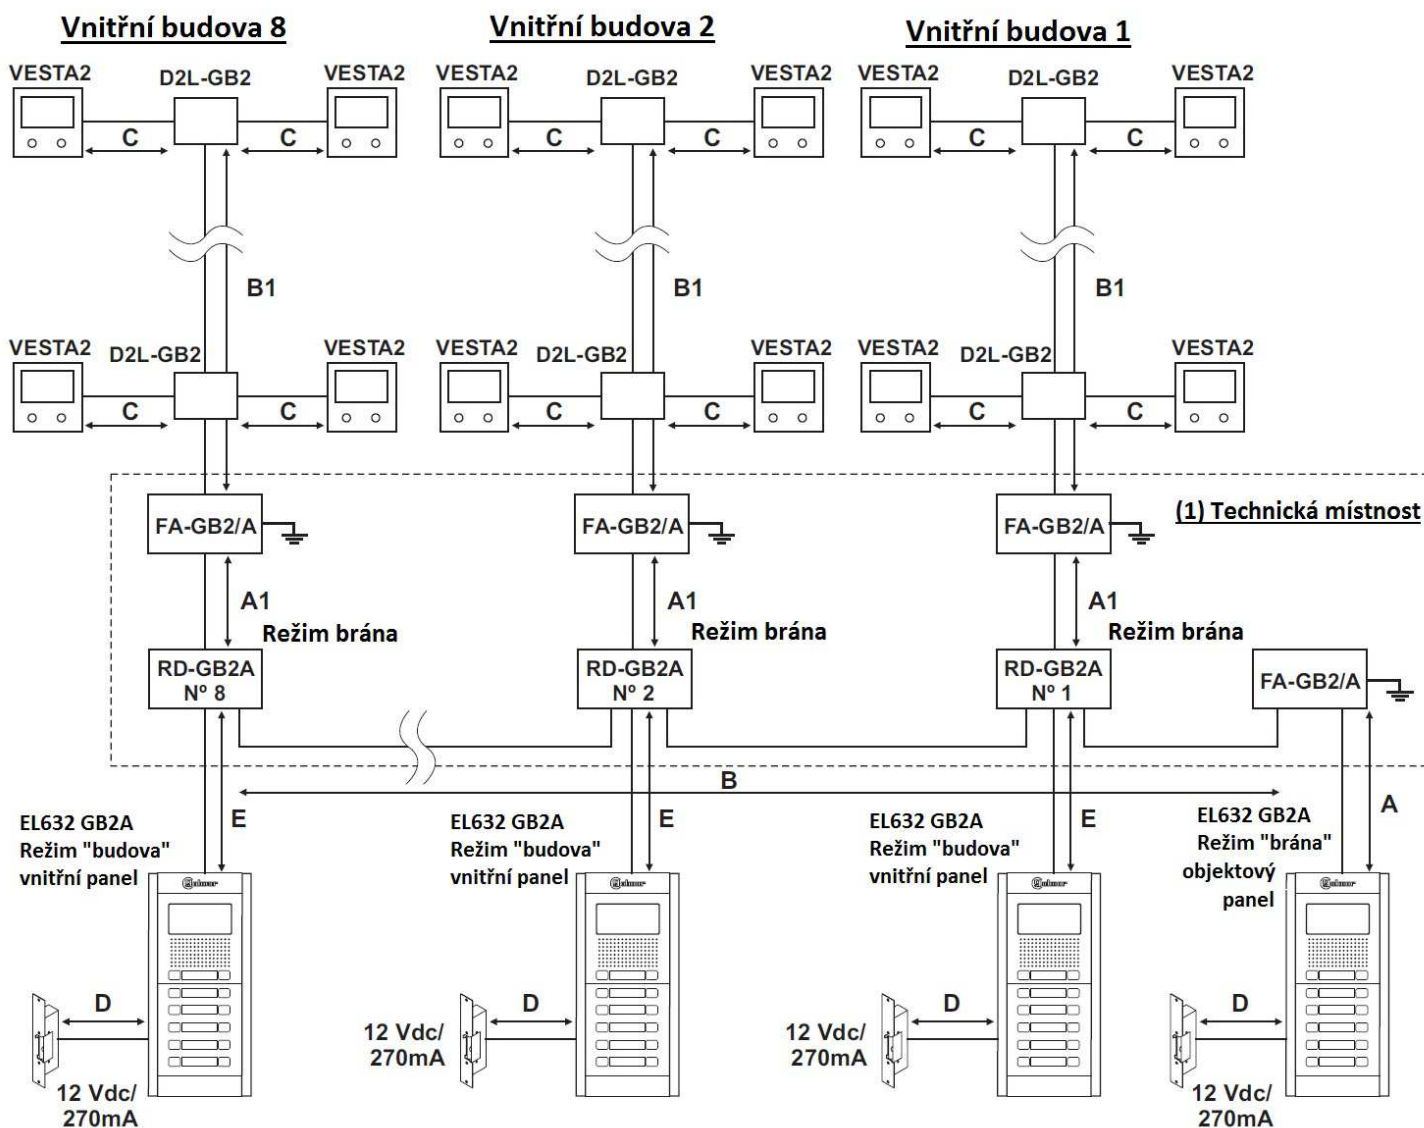 Vnitřní budova 8
Vnitřní budova 2
Vnitřní budova 1
VESTA2
D2L-GB2
VESTA2
VESTA2
D2L-GB2
VESTA2
VESTA2
D2L-GB2
VESTA2
C
C
C
C
C
C
B1
B1
B1
VESTA2
D2L-GB2
VESTA2
VESTA2
D2L-GB2
VESTA2
VESTA2
D2L-GB2
VESTA2
C
C
C
C
C
C
FA-GB2/A
FA-GB2/A
FA-GB2/A
(1) Technická místnost
A1
Režim brána
A1
Režim brána
A1
Režim brána
RD-GB2A
Nº 8
RD-GB2A
Nº 2
RD-GB2A
Nº 1
FA-GB2/A
B
E
E
E
A
EL632 GB2A
Režim "budova"
vnitřní panel
EL632 GB2A
Režim "budova"
vnitřní panel
EL632 GB2A
Režim "budova"
vnitřní panel
EL632 GB2A
Režim "brána"
objektový
panel
Golmar
Golmar
Golmar
Golmar
D
D
D
D
12 Vdc/
270mA
12 Vdc/
270mA
12 Vdc/
270mA
12 Vdc/
270mA